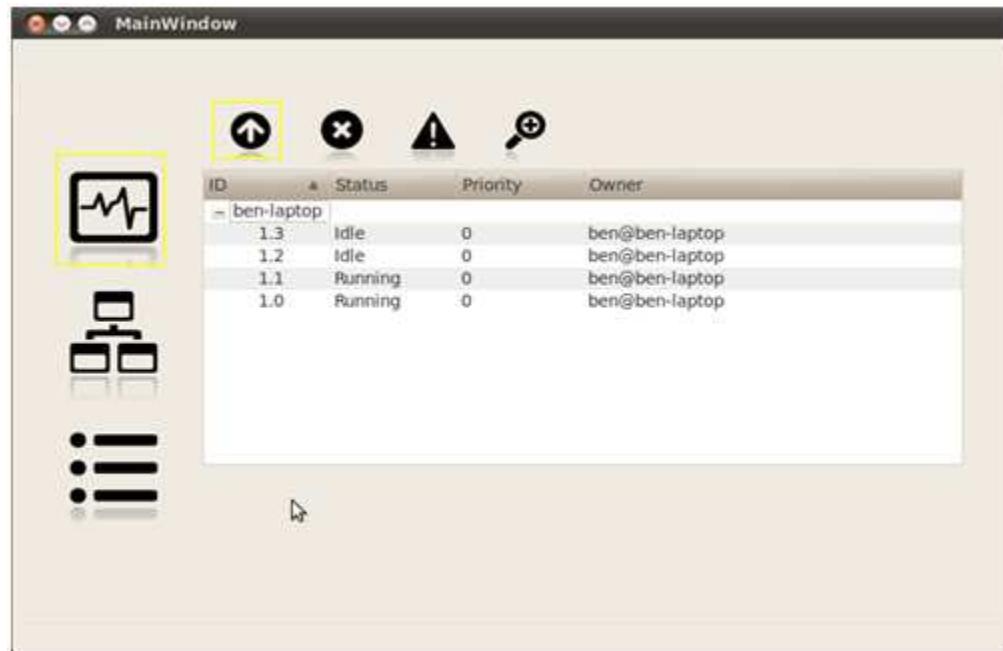 MainWindow
ID Status Priority Owner
ben-laptop
1.3 Idle 0 ben@ben-laptop
1.2 Idle 0 ben@ben-laptop
1.1 Running 0 ben@ben-laptop
1.0 Running 0 ben@ben-laptop